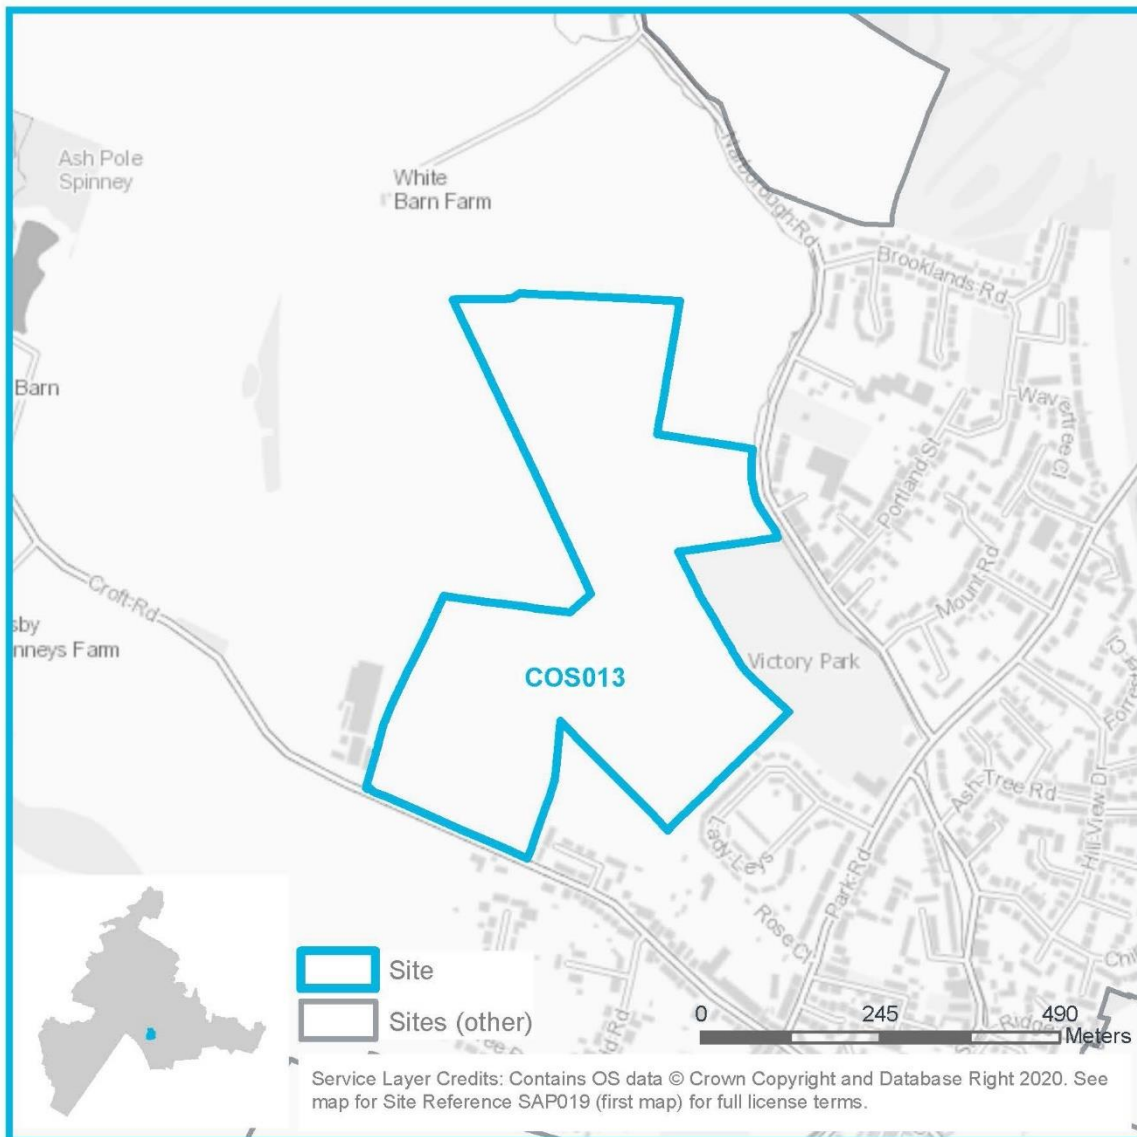 Ash Pole
Spinney
White
Barn Farm
Narborough Rd
Brooklands Rd
Barn
Wavertree Cl
Portland St
Croft Rd
Mount Rd
sby
nneys Farm
Victory Park
COS013
Ash-Tree Rd
Hill-View Dr
Lady-Leys
Park Rd
Rose Cl
Site
Sites (other)
0 245 490
Meters
Service Layer Credits: Contains OS data © Crown Copyright and Database Right 2020. See
map for Site Reference SAP019 (first map) for full license terms.